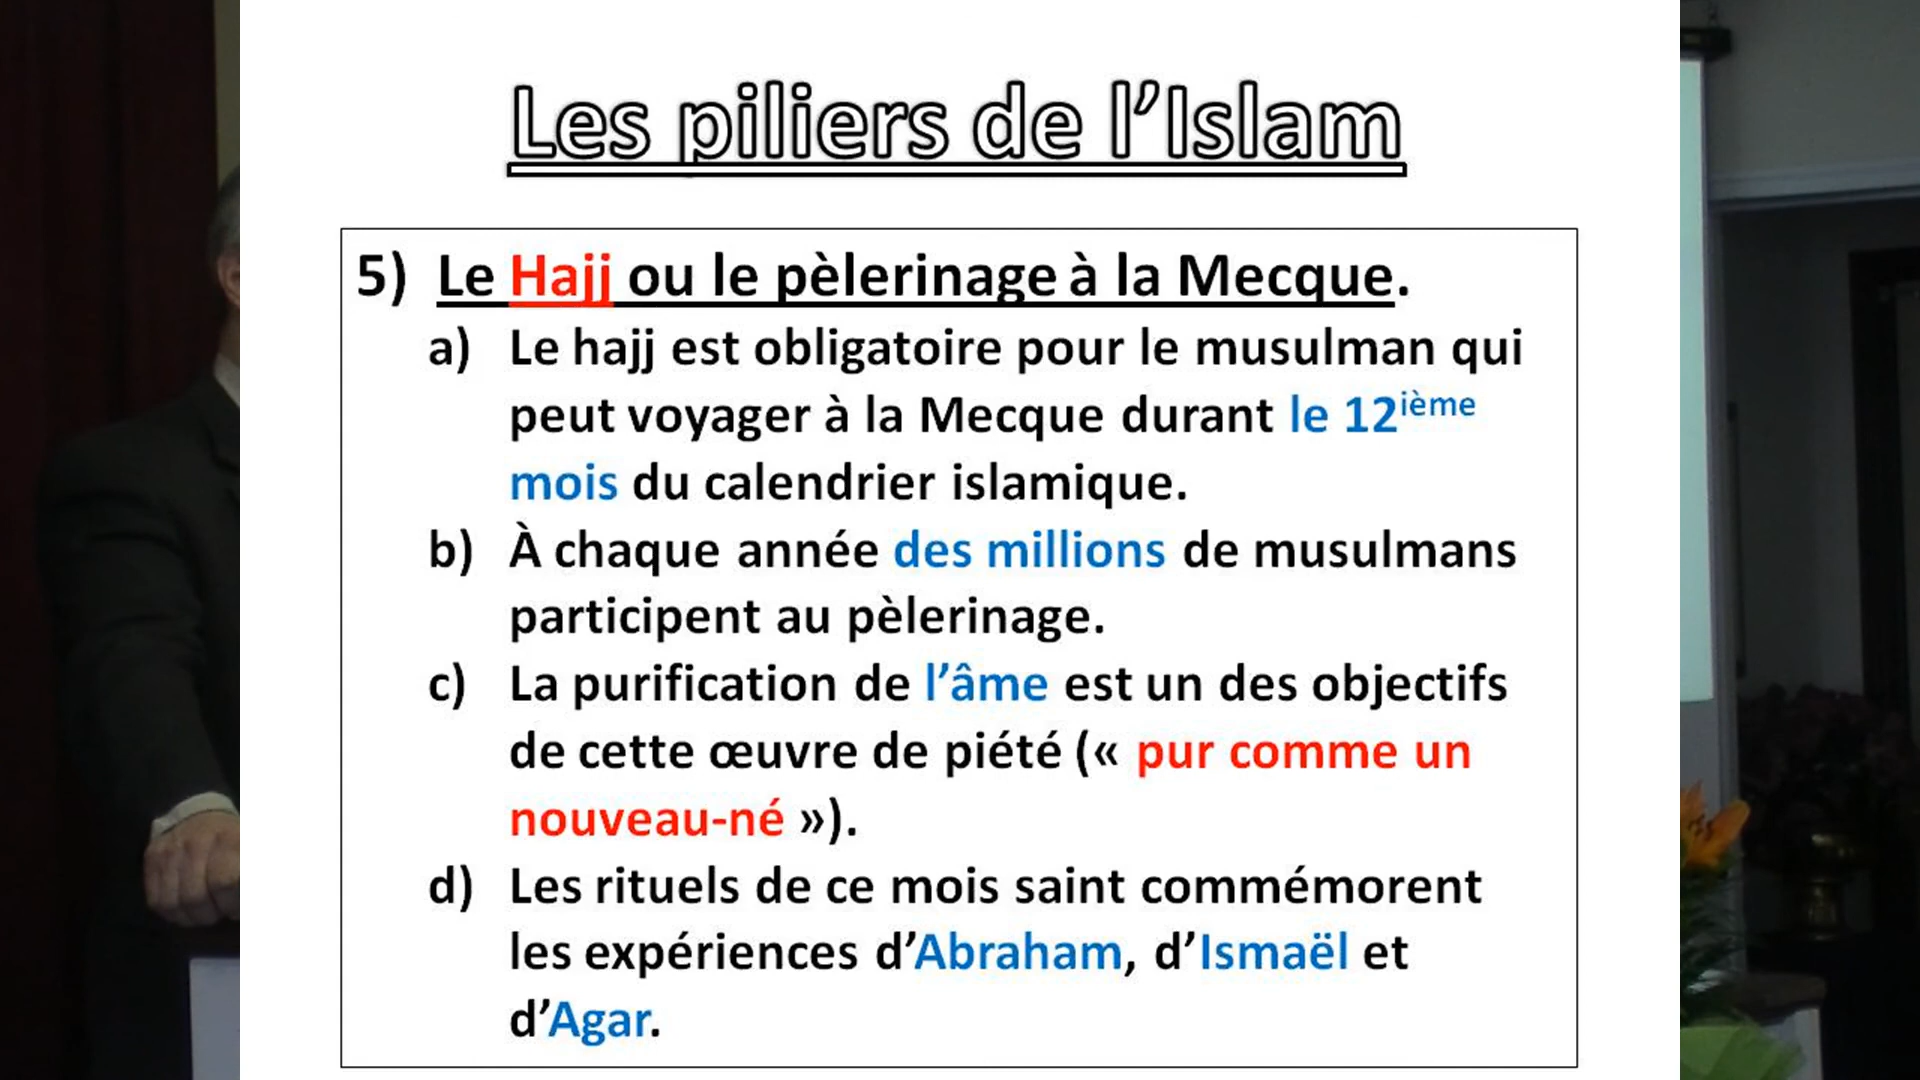 Les piliers de l’Islam
5) Le Hajj ou le pèlerinage à la Mecque.
a) Le hajj est obligatoire pour le musulman qui
peut voyager à la Mecque durant le 12ième
mois du calendrier islamique.
b) À chaque année des millions de musulmans
participent au pèlerinage.
c) La purification de l’âme est un des objectifs
de cette œuvre de piété (« pur comme un
nouveau-né »).
d) Les rituels de ce mois saint commémorent
les expériences d’Abraham, d’Ismaël et
d’Agar.